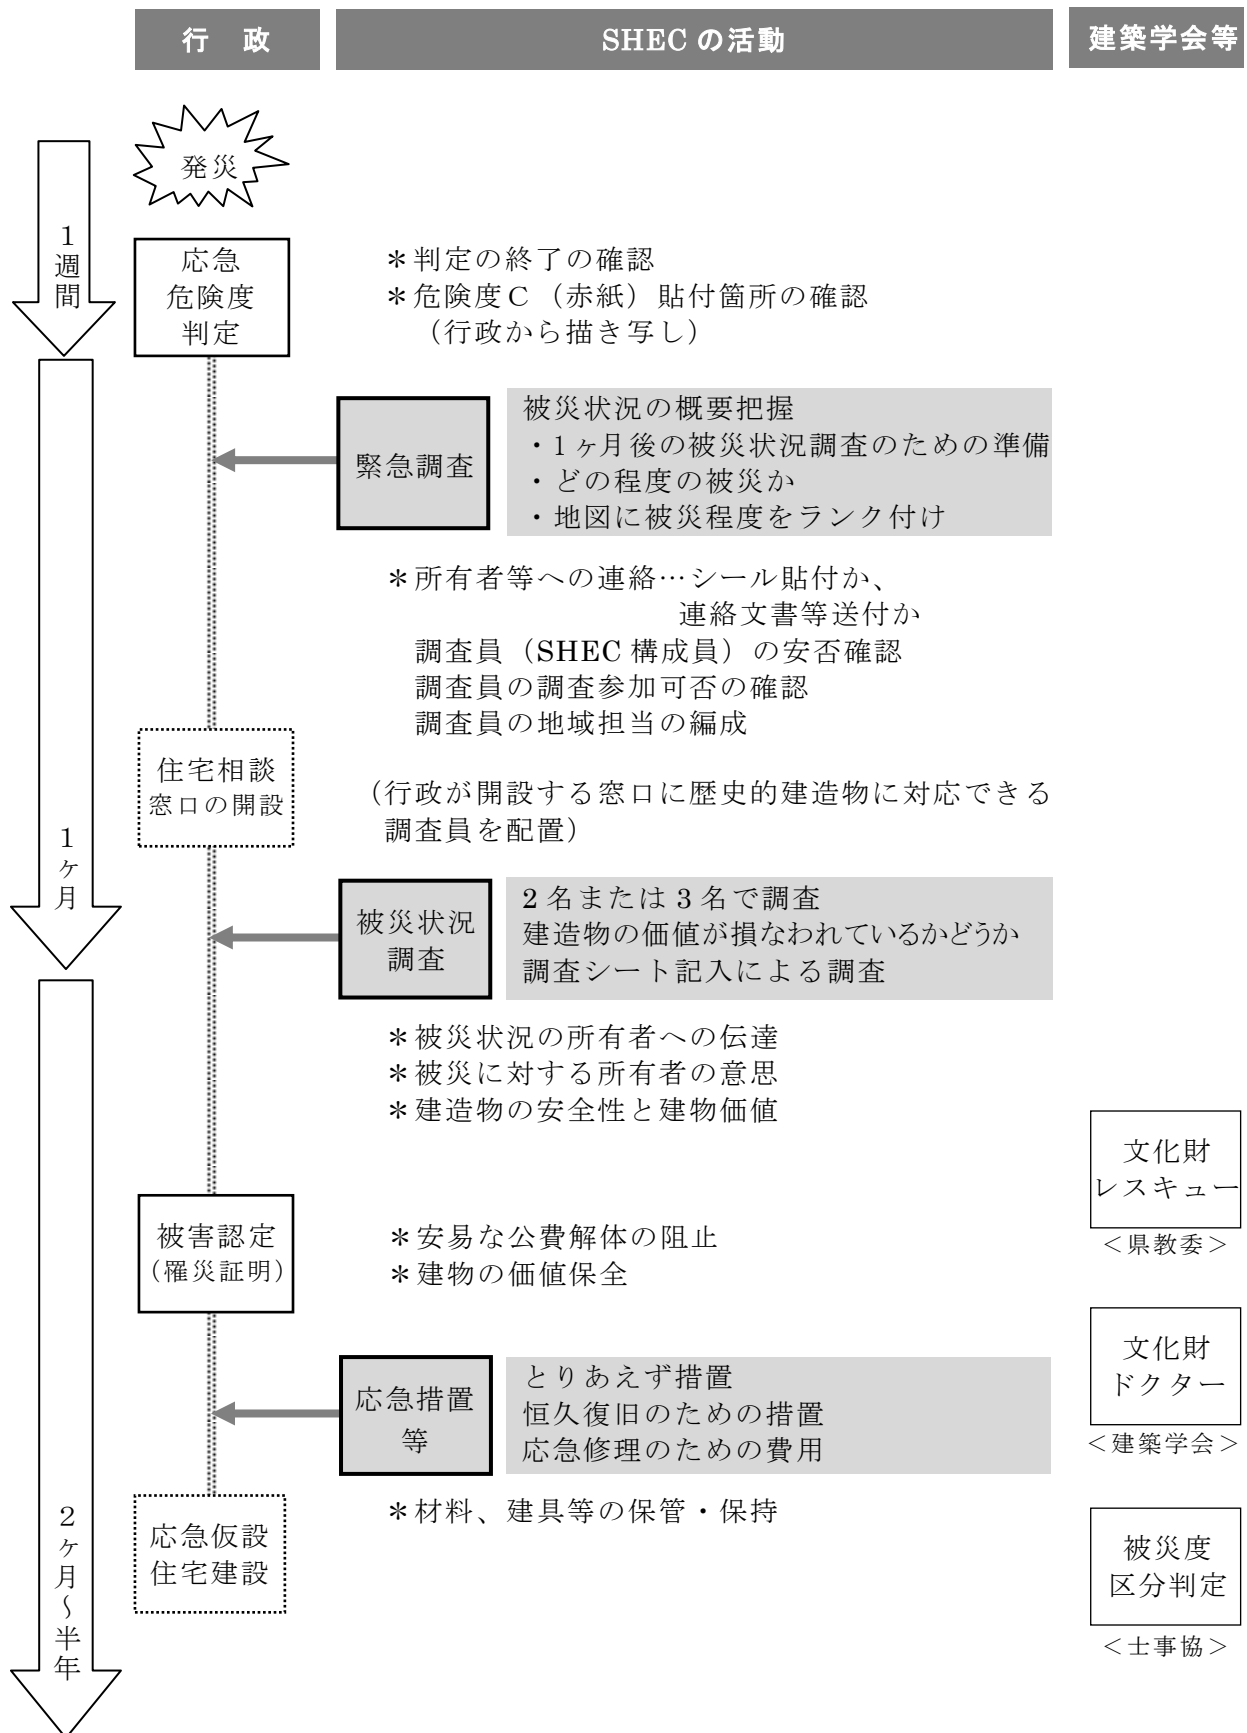 行 政
SHEC の活動
建築学会等
発災
1週間
応急
危険度
判定
＊判定の終了の確認
＊危険度C（赤紙）貼付箇所の確認
（行政から描き写し）
緊急調査
被災状況の概要把握
・1ヶ月後の被災状況調査のための準備
・どの程度の被災か
・地図に被災程度をランク付け
＊所有者等への連絡…シール貼付か、
連絡文書等送付か
調査員（SHEC 構成員）の安否確認
調査員の調査参加可否の確認
調査員の地域担当の編成
住宅相談
窓口の開設
（行政が開設する窓口に歴史的建造物に対応できる
調査員を配置）
1ヶ月
被災状況
調査
2名または3名で調査
建造物の価値が損なわれているかどうか
調査シート記入による調査
＊被災状況の所有者への伝達
＊被災に対する所有者の意思
＊建造物の安全性と建物価値
文化財
レスキュー
＜県教委＞
被害認定
（罹災証明）
＊安易な公費解体の阻止
＊建物の価値保全
文化財
ドクター
＜建築学会＞
応急措置
等
とりあえず措置
恒久復旧のための措置
応急修理のための費用
＊材料、建具等の保管・保持
2ヶ月～半年
応急仮設
住宅建設
被災度
区分判定
＜士事協＞